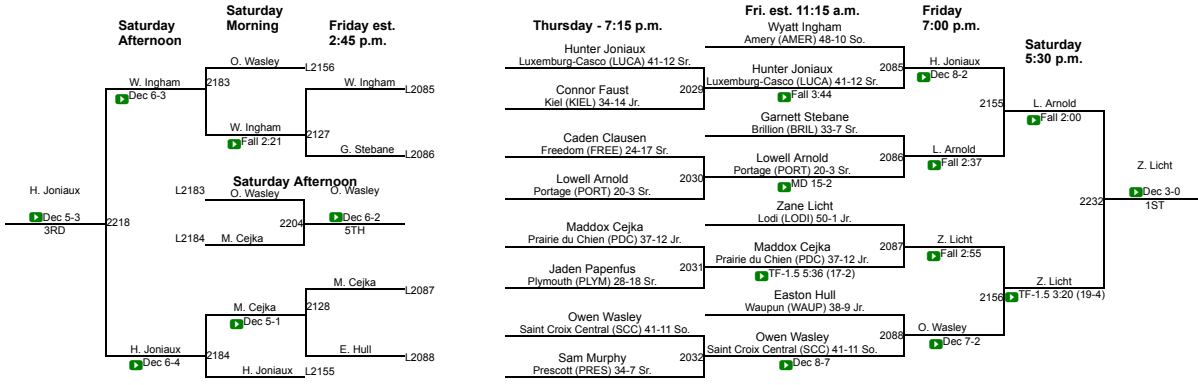 Saturday
Afternoon
Saturday
Morning
Friday est.
2:45 p.m.
O. Wasley
L2156
W. Ingham
2183
Dec 6-3
W. Ingham
L2085
W. Ingham
2127
Fall 2:21
G. Stebane
L2086
H. Joniaux
Dec 5-3
3RD
2218
Saturday Afternoon
L2183
O. Wasley
O. Wasley
2204
Dec 6-2
5TH
L2184
M. Cejka
M. Cejka
L2087
M. Cejka
2128
Dec 5-1
H. Joniaux
2184
Dec 6-4
E. Hull
L2088
H. Joniaux
L2155
Thursday - 7:15 p.m.
Hunter Joniaux
Luxemburg-Casco (LUCA) 41-12 Sr.
Connor Faust
2029
Kiel (KIEL) 34-14 Jr.
Caden Clausen
Freedom (FREE) 24-17 Sr.
Lowell Arnold
2030
Portage (PORT) 20-3 Sr.
Maddox Cejka
Prairie du Chien (PDC) 37-12 Jr.
Jaden Papenfus
2031
Plymouth (PLYM) 28-18 Sr.
Owen Wasley
Saint Croix Central (SCC) 41-11 So.
Sam Murphy
2032
Prescott (PRES) 34-7 Sr.
Fri. est. 11:15 a.m.
Wyatt Ingham
Amery (AMER) 48-10 So.
Hunter Joniaux
2085
Luxemburg-Casco (LUCA) 41-12 Sr.
Fall 3:44
Garnett Stebane
Brillion (BRIL) 33-7 Sr.
Lowell Arnold
2086
Portage (PORT) 20-3 Sr.
MD 15-2
Zane Licht
Lodi (LODI) 50-1 Jr.
Maddox Cejka
2087
Prairie du Chien (PDC) 37-12 Jr.
TF-1.5 5:36 (17-2)
Easton Hull
Waupun (WAUP) 38-9 Jr.
Owen Wasley
2088
Saint Croix Central (SCC) 41-11 So.
Dec 8-7
Friday
7:00 p.m.
H. Joniaux
Dec 8-2
2155
L. Arnold
Fall 2:37
Z. Licht
Fall 2:55
2156
O. Wasley
Dec 7-2
Saturday
5:30 p.m.
L. Arnold
Fall 2:00
2232
Z. Licht
TF-1.5 3:20 (19-4)
Z. Licht
Dec 3-0
1ST